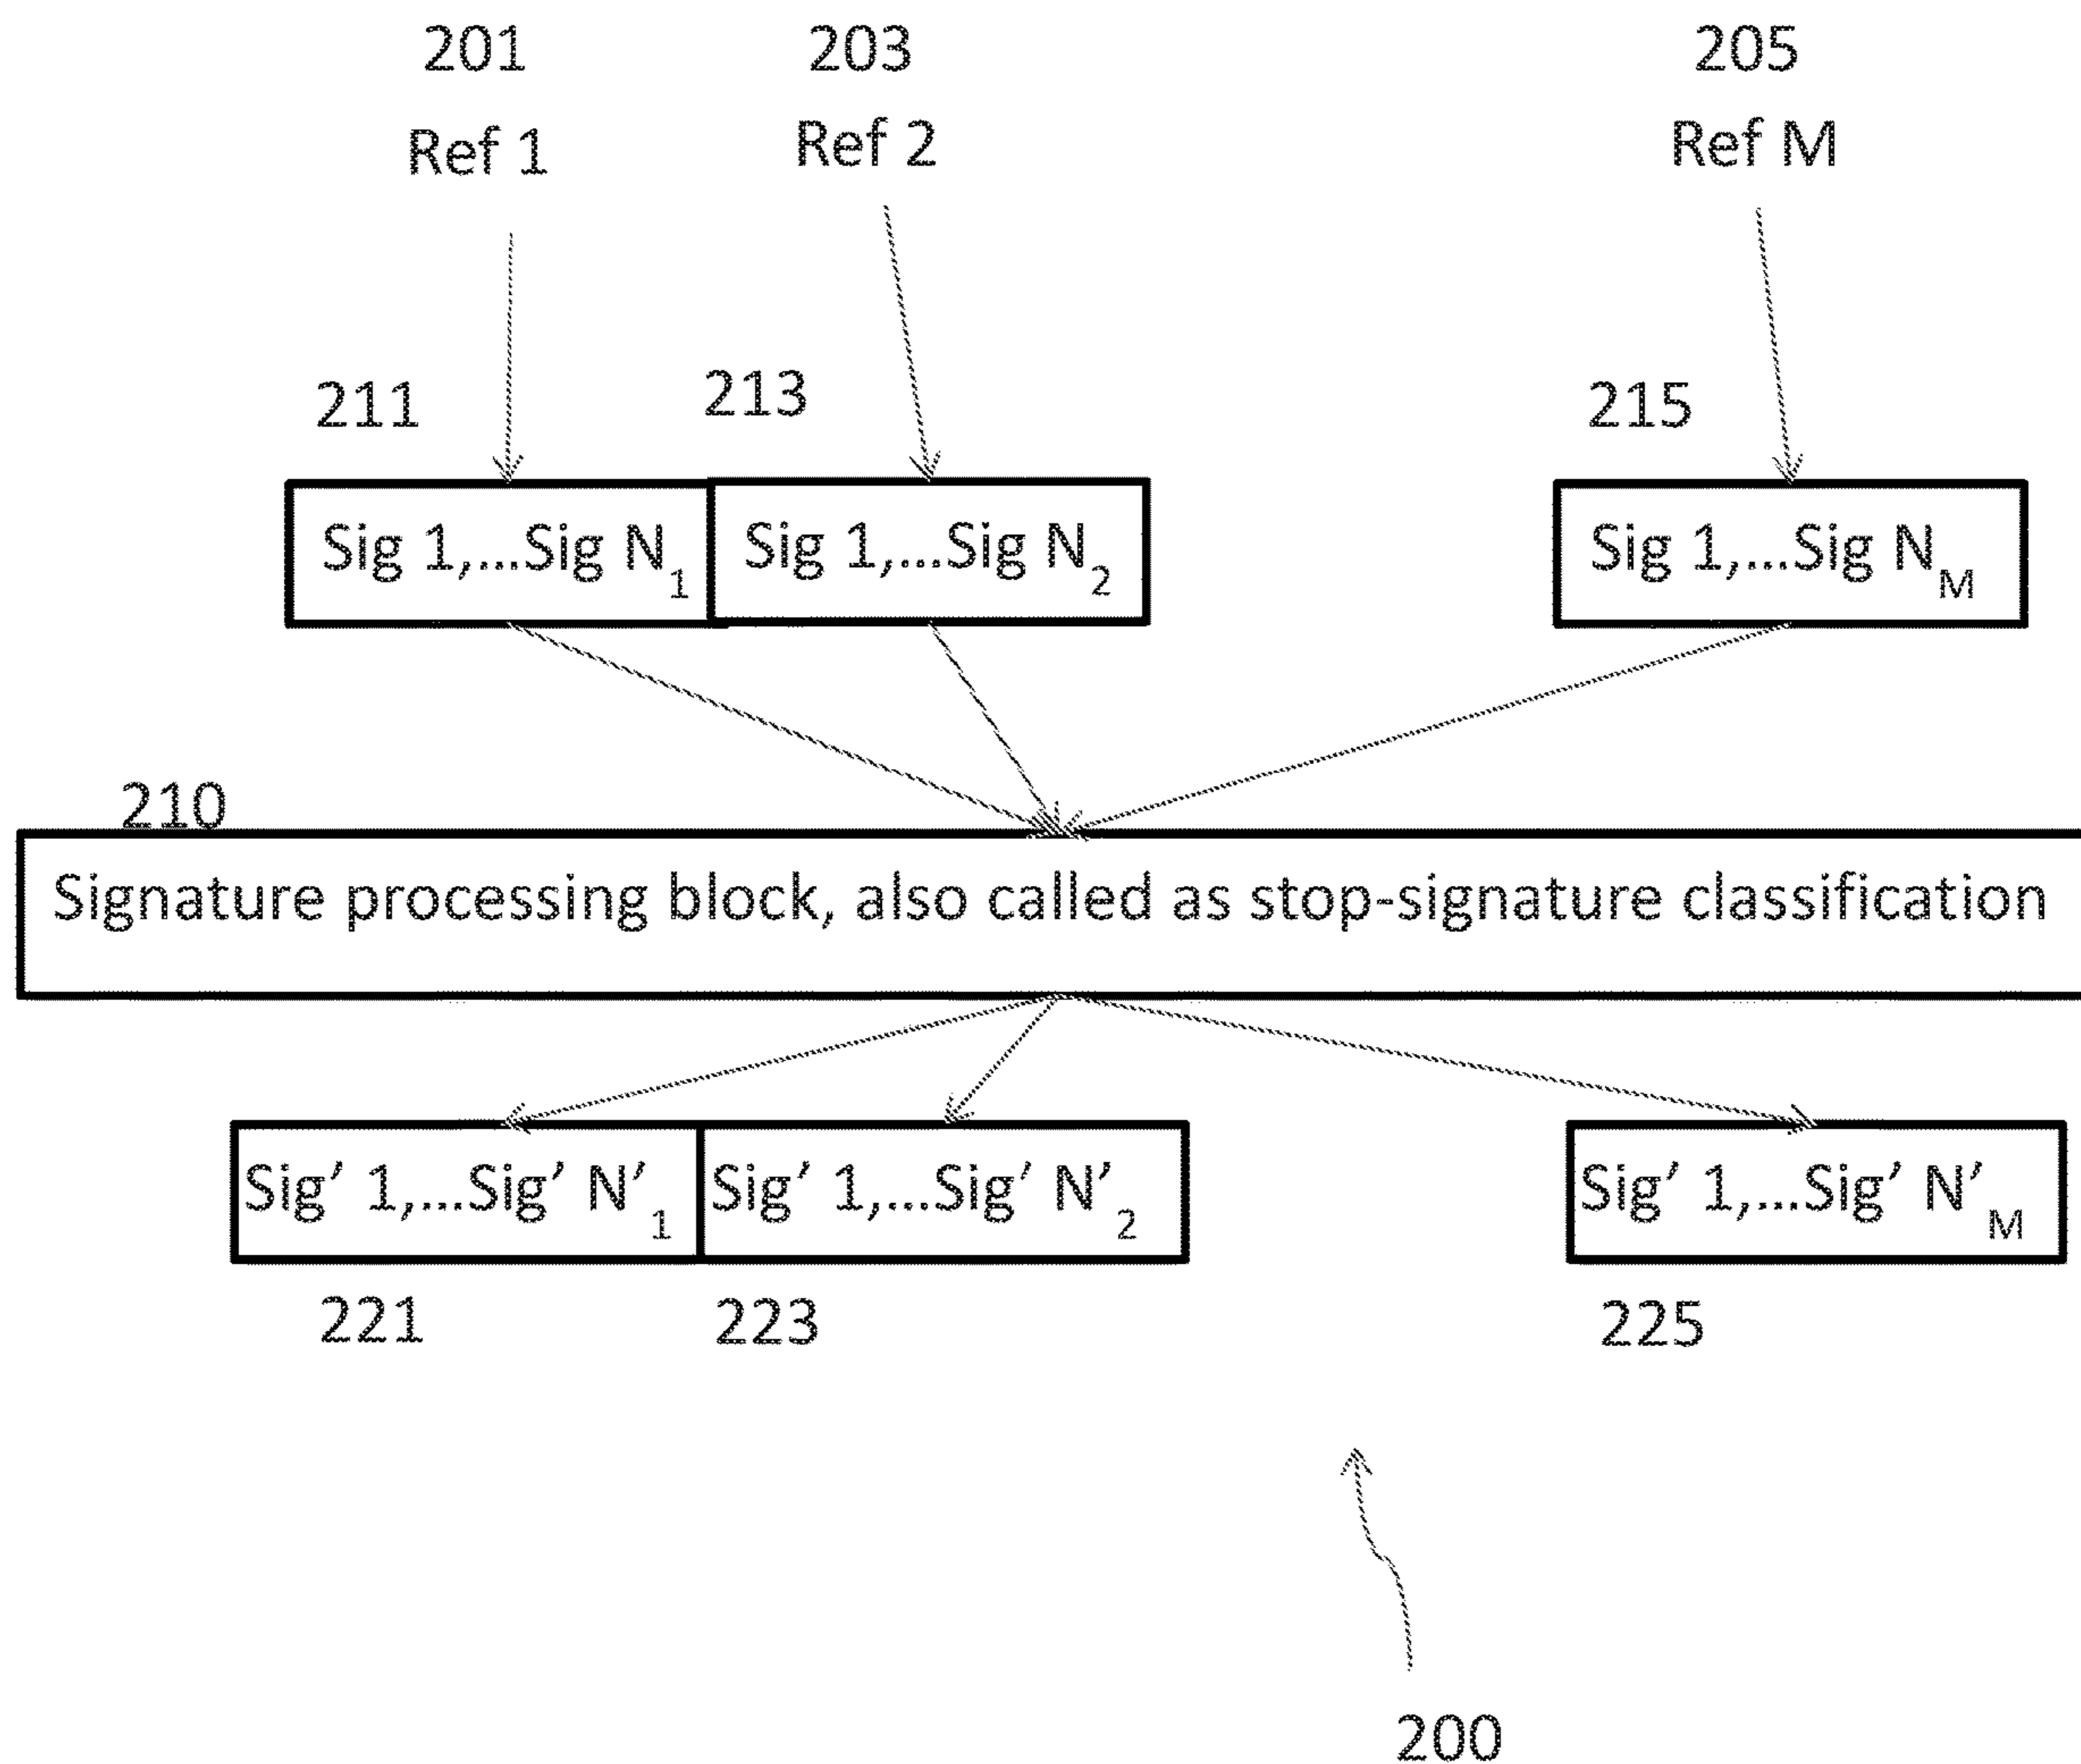 201 203 205
Ref 1 Ref 2 Ref M
211 213 215
Sig 1,...Sig N₁ Sig 1,...Sig N₂ Sig 1,...Sig N_M
210
Signature processing block, also called as stop-signature classification
Sig' 1,...Sig' N'₁ Sig' 1,...Sig' N'₂ Sig' 1,...Sig' N'_M
221 223 225
200